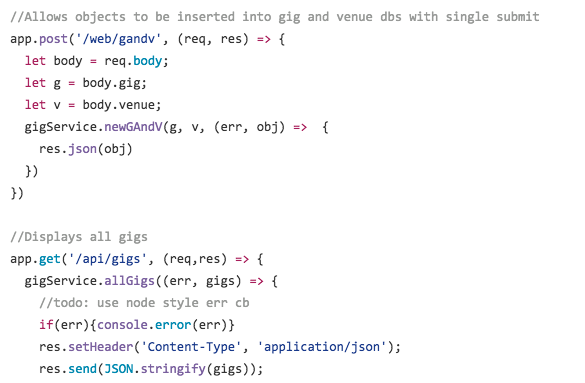 //Allows objects to be inserted into gig and venue dbs with single submit
app.post('/web/gandv', (req, res) => {
  let body = req.body;
  let g = body.gig;
  let v = body.venue;
  gigService.newGAndV(g, v, (err, obj) =>  {
    res.json(obj)
  })
})

//Displays all gigs
app.get('/api/gigs', (req,res) => {
  gigService.allGigs((err, gigs) => {
    //todo: use node style err cb
    if(err){console.error(err)}
    res.setHeader('Content-Type', 'application/json');
    res.send(JSON.stringify(gigs));